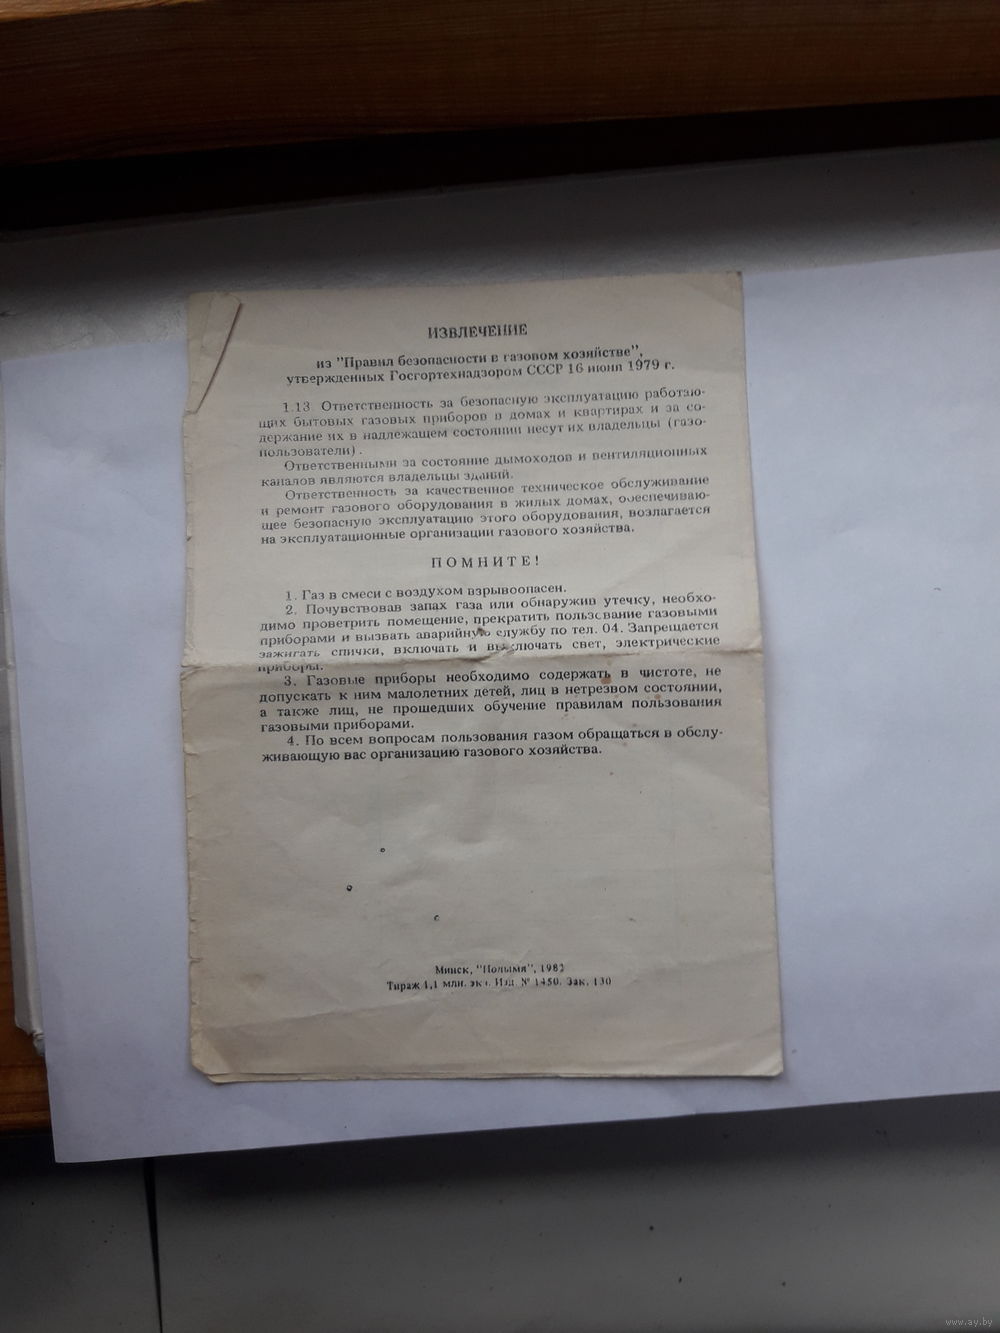 ИЗВЛЕЧЕНИЕ
из "Правил безопасности в газовом хозяйстве",
утвержденных Госгортехнадзором СССР 16 июня 1979 г.
1.13. Ответственность за безопасную эксплуатацию работаю-
щих бытовых газовых приборов в домах и квартирах и за со-
держание их в надлежащем состоянии несут их владельцы (газо-
пользователи).
Ответственными за состояние дымоходов и вентиляционных
каналов являются владельцы зданий.
Ответственность за качественное техническое обслуживание
и ремонт газового оборудования в жилых домах, обеспечиваю-
щее безопасную эксплуатацию этого оборудования, возлагается
на эксплуатационные организации газового хозяйства.
ПОМНИТЕ!
1. Газ в смеси с воздухом взрывоопасен.
2. Почувствовав запах газа или обнаружив утечку, необхо-
димо проветрить помещение, прекратить пользование газовыми
приборами и вызвать аварийную службу по тел. 04. Запрещается
зажигать спички, включать и выключать свет, электрические
приборы.
3. Газовые приборы необходимо содержать в чистоте, не
допускать к ним малолетних детей, лиц в нетрезвом состоянии,
а также лиц, не прошедших обучение правилам пользования
газовыми приборами.
4. По всем вопросам пользования газом обращаться в обслу-
живающую вас организацию газового хозяйства.
Минск, "Полымя",
Тираж 1,1 млн. экз. Изд. № 1450. Зак. 130
www.ay.by